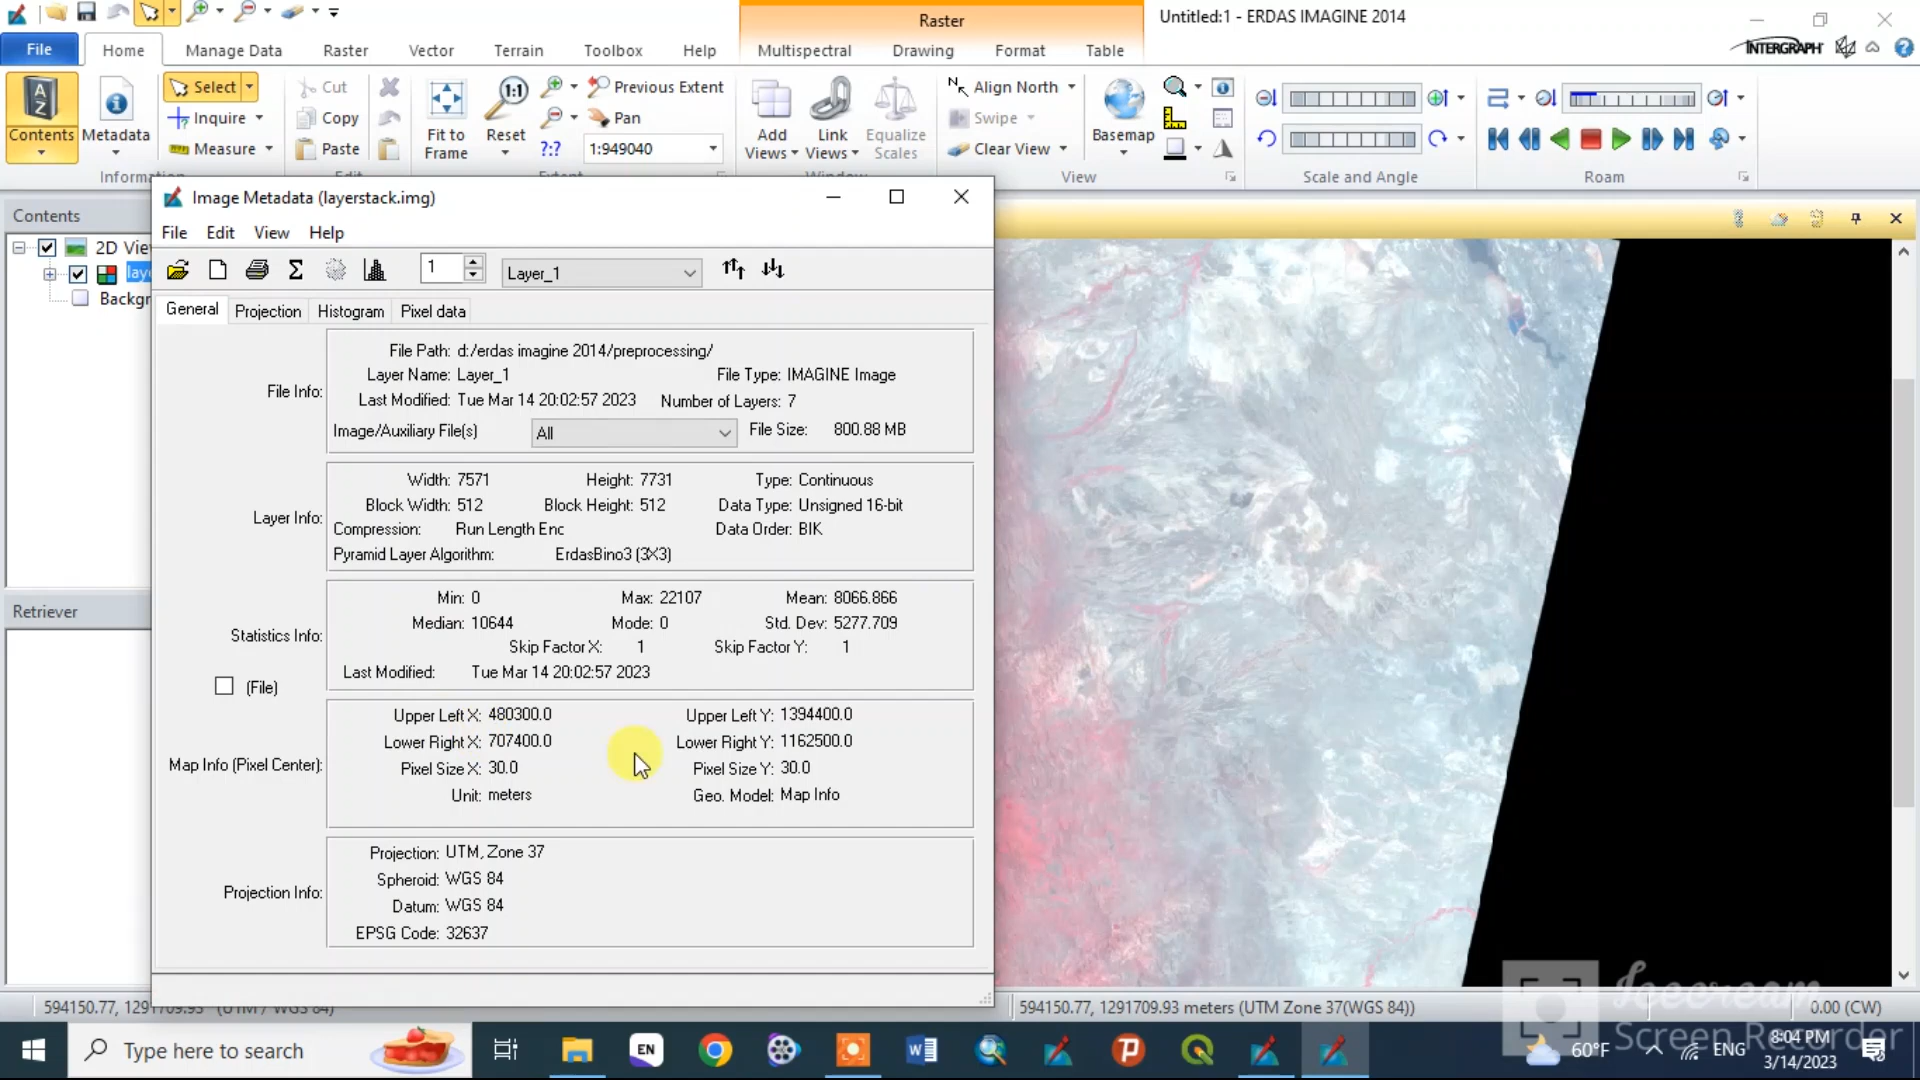 Raster
Untitled:1 - ERDAS IMAGINE 2014
File Home Manage Data Raster Vector Terrain Toolbox Help Multispectral Drawing Format Table
INTERGRAPH
Contents
Metadata
Select
Inquire
Measure
Cut
Copy
Paste
Fit to
Frame
1:1
Reset
Previous Extent
Pan
?:?
1:949040
Add
Views
Link
Views
Equalize
Scales
Align North
Swipe
Clear View
Basemap
View
Scale and Angle
Roam
Contents
2D
Retriever
Image Metadata (layerstack.img)
File Edit View Help
1 Layer_1
General Projection Histogram Pixel data
File Info:
File Path: d:/erdas imagine 2014/preprocessing/
Layer Name: Layer_1 File Type: IMAGINE Image
Last Modified: Tue Mar 14 20:02:57 2023 Number of Layers: 7
Image/Auxiliary File(s) All File Size: 800.88 MB
Layer Info:
Width: 7571 Height: 7731 Type: Continuous
Block Width: 512 Block Height: 512 Data Type: Unsigned 16-bit
Compression: Run Length Enc Data Order: BIK
Pyramid Layer Algorithm: ErdasBino3 (3X3)
Statistics Info:
Min: 0 Max: 22107 Mean: 8066.866
Median: 10644 Mode: 0 Std. Dev: 5277.709
Skip Factor X: 1 Skip Factor Y: 1
Last Modified: Tue Mar 14 20:02:57 2023
(File)
Map Info (Pixel Center):
Upper Left X: 480300.0 Upper Left Y: 1394400.0
Lower Right X: 707400.0 Lower Right Y: 1162500.0
Pixel Size X: 30.0 Pixel Size Y: 30.0
Unit: meters Geo. Model: Map Info
Projection Info:
Projection: UTM, Zone 37
Spheroid: WGS 84
Datum: WGS 84
EPSG Code: 32637
594150.77, 1291709.93 meters (UTM Zone 37(WGS 84)) 0.00 (CW)
Icecream
Screen Recorder
Type here to search
EN
60°F
ENG
8:04 PM
3/14/2023